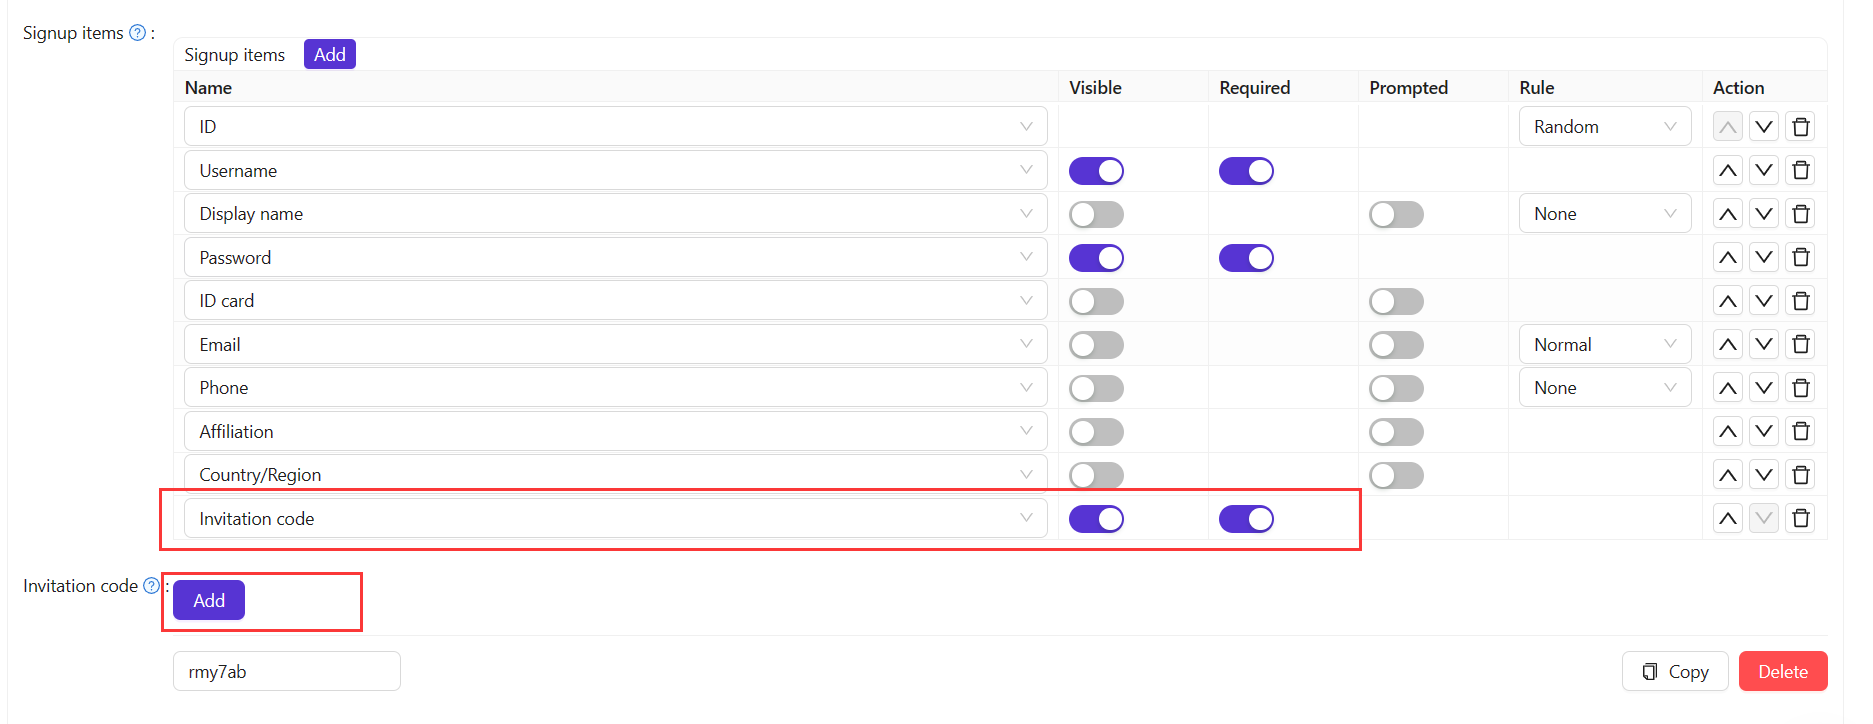 Signup items ? :
Signup items Add
Name Visible Required Prompted Rule Action
ID Random
Username
Display name None
Password
ID card
Email Normal
Phone None
Affiliation
Country/Region
Invitation code
Invitation code ? :
Add
rmy7ab Copy Delete